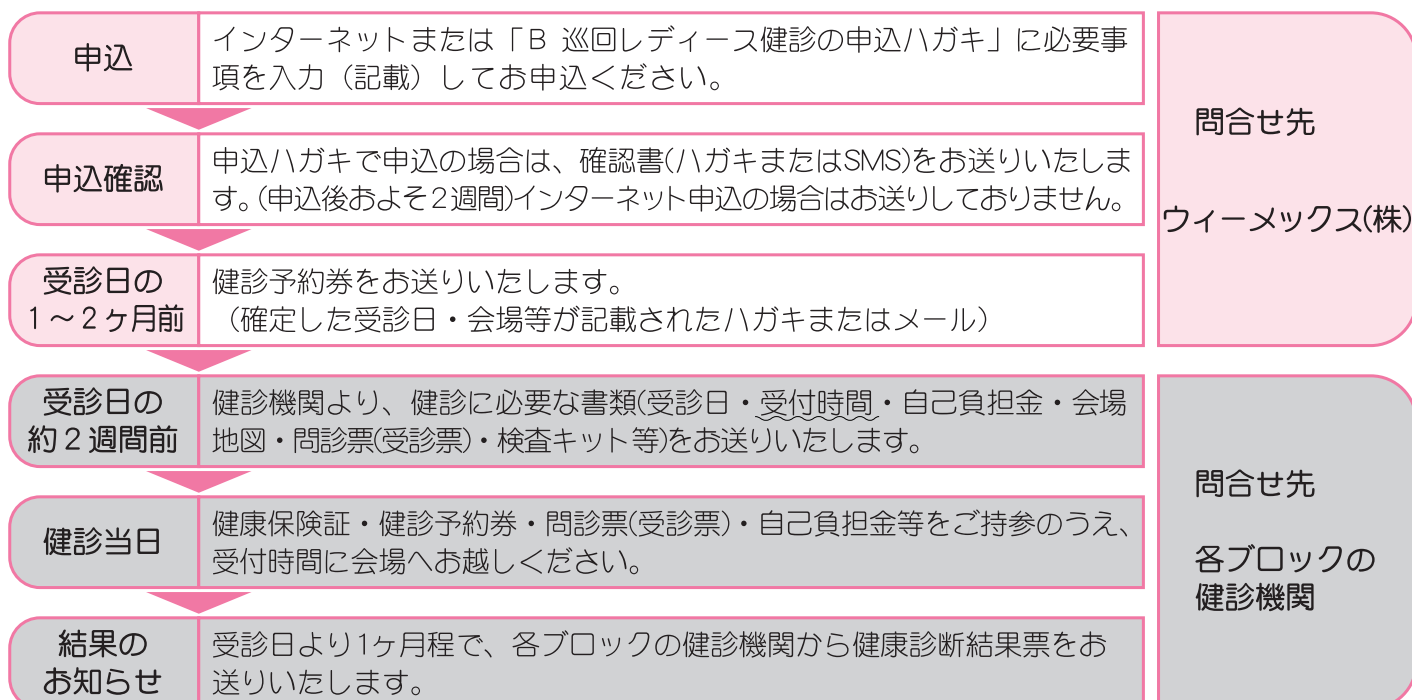 申込
インターネットまたは「B 巡回レディース健診の申込ハガキ」に必要事
項を入力（記載）してお申込ください。
申込確認
申込ハガキで申込の場合は、確認書(ハガキまたはSMS)をお送りいたしま
す。(申込後およそ2週間)インターネット申込の場合はお送りしておりません。
受診日の
1～2ヶ月前
健診予約券をお送りいたします。
（確定した受診日・会場等が記載されたハガキまたはメール）
問合せ先
ウィーメックス(株)
受診日の
約2週間前
健診機関より、健診に必要な書類(受診日・受付時間・自己負担金・会場
地図・問診票(受診票)・検査キット等)をお送りいたします。
健診当日
健康保険証・健診予約券・問診票(受診票)・自己負担金等をご持参のうえ、
受付時間に会場へお越しください。
結果の
お知らせ
受診日より1ヶ月程で、各ブロックの健診機関から健康診断結果票をお
送りいたします。
問合せ先
各ブロックの
健診機関